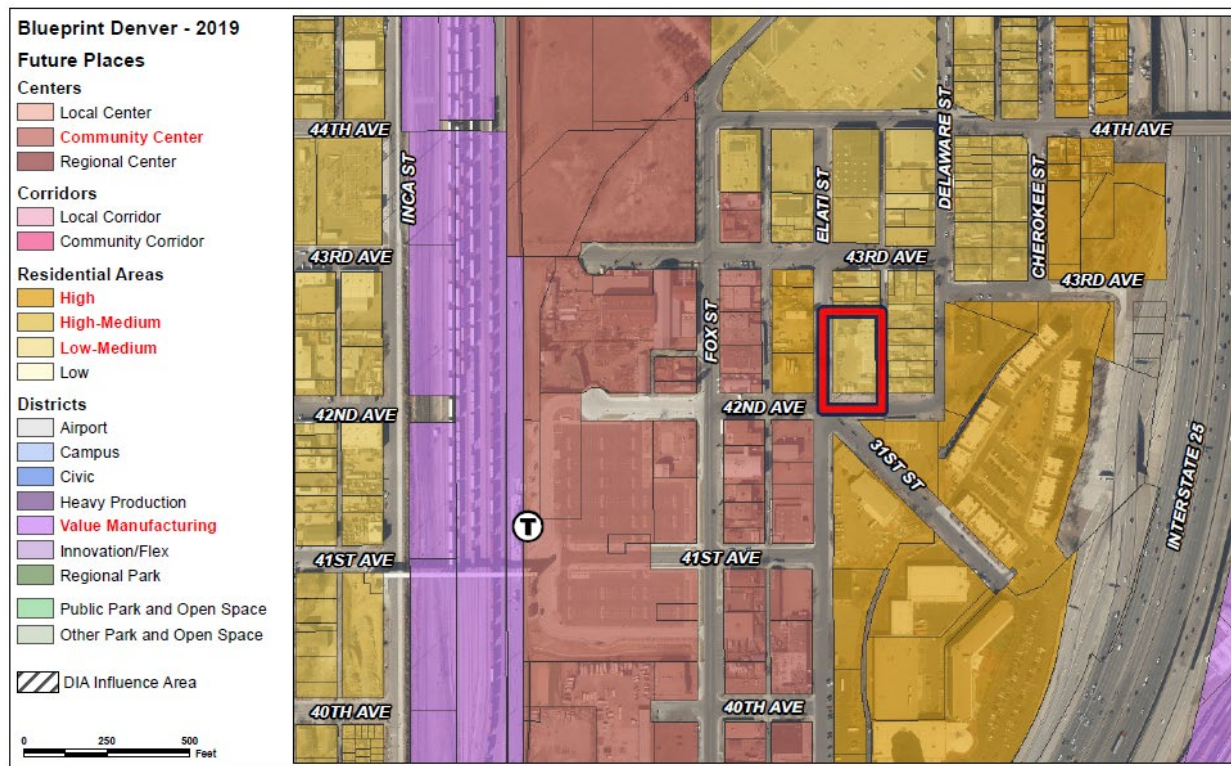 Blueprint Denver - 2019
Future Places
Centers
Local Center
Community Center
Regional Center
Corridors
Local Corridor
Community Corridor
Residential Areas
High
High-Medium
Low-Medium
Low
Districts
Airport
Campus
Civic
Heavy Production
Value Manufacturing
Innovation/Flex
Regional Park
Public Park and Open Space
Other Park and Open Space
DIA Influence Area
0 250 500
Feet
44TH AVE
44TH AVE
INCA ST
ELATI ST
DELAWARE ST
CHEROKEE ST
43RD AVE
43RD AVE
43RD AVE
FOX ST
42ND AVE
42ND AVE
31ST ST
INTERSTATE 25
T
41ST AVE
41ST AVE
40TH AVE
40TH AVE